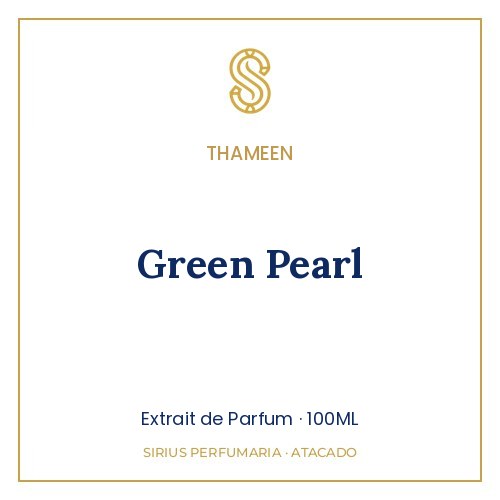 THAMEEN
Green Pearl
Extrait de Parfum · 100ML
SIRIUS PERFUMARIA · ATACADO